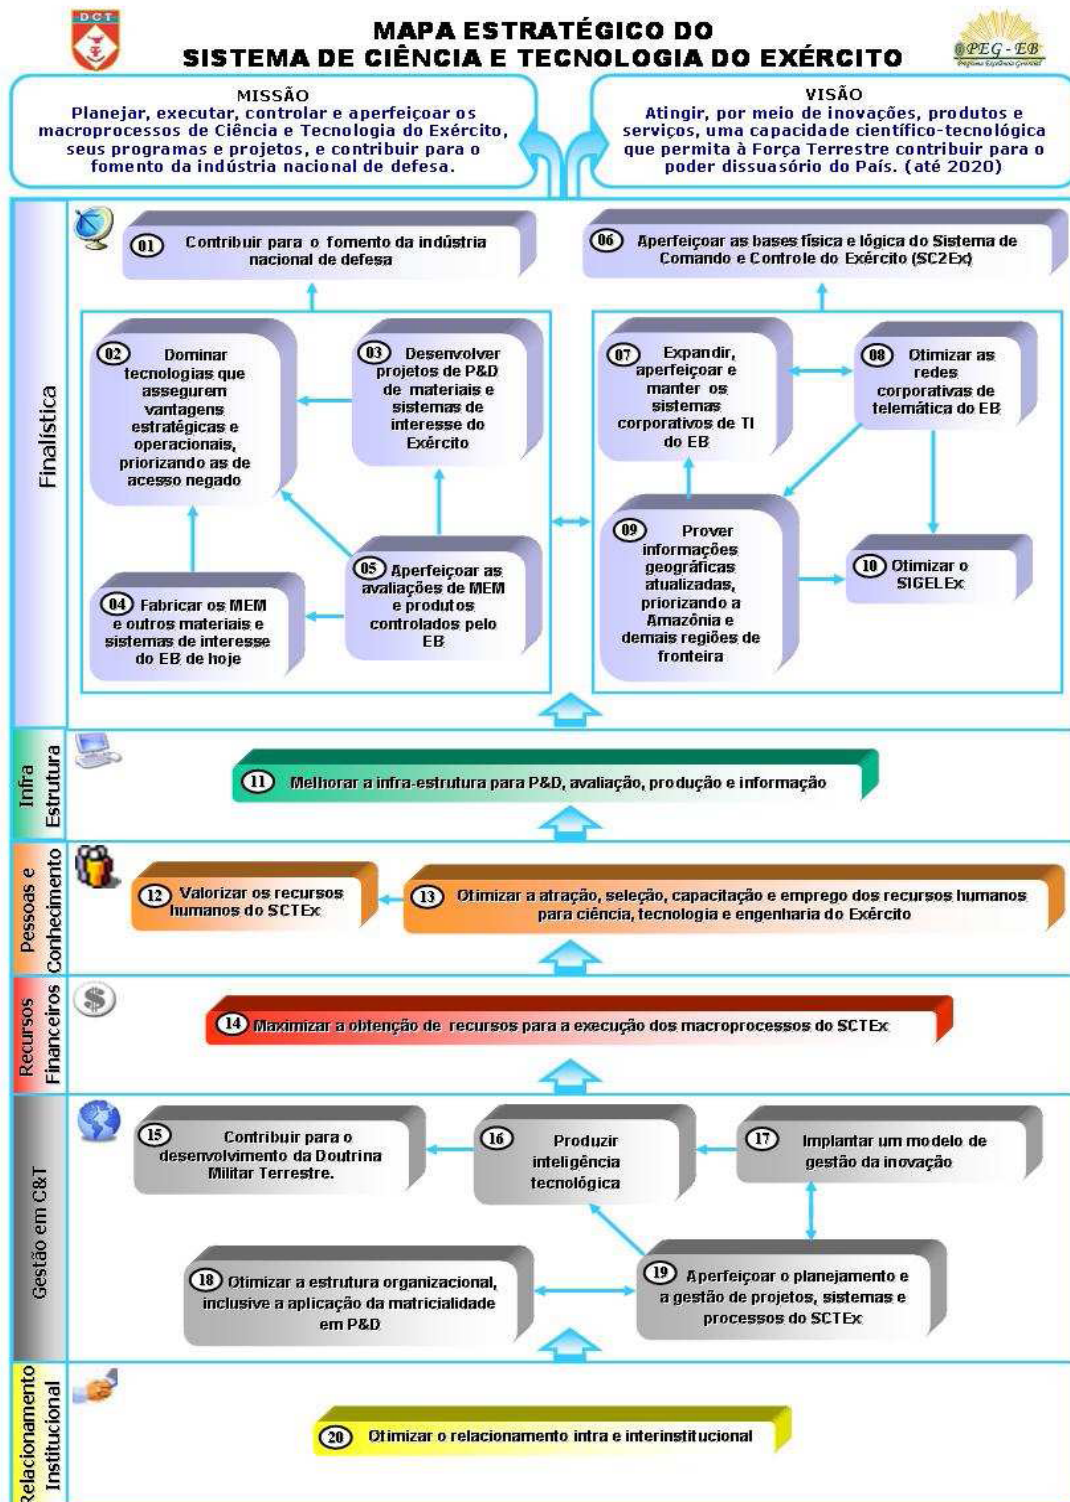 DCT
MAPA ESTRATÉGICO DO
SISTEMA DE CIÊNCIA E TECNOLOGIA DO EXÉRCITO
@PEG - EB
MISSÃO
Planejar, executar, controlar e aperfeiçoar os
macroprocessos de Ciência e Tecnologia do Exército,
seus programas e projetos, e contribuir para o
fomento da indústria nacional de defesa.
VISÃO
Atingir, por meio de inovações, produtos e
serviços, uma capacidade científico-tecnológica
que permita à Força Terrestre contribuir para o
poder dissuasório do País. (até 2020)
Finalística
01 Contribuir para o fomento da indústria
nacional de defesa
06 Aperfeiçoar as bases física e lógica do Sistema de
Comando e Controle do Exército (SC2Ex)
02 Dominar
tecnologias que
assegurem
vantagens
estratégicas e
operacionais,
priorizando as de
acesso negado
03 Desenvolver
projetos de P&D
de materiais e
sistemas de
interesse do
Exército
04 Fabricar os MEM
e outros materiais e
sistemas de interesse
do EB de hoje
05 Aperfeiçoar as
avaliações de MEM
e produtos
controlados pelo
EB
07 Expandir,
aperfeiçoar e
manter os
sistemas
corporativos de TI
do EB
08 Otimizar as
redes
corporativas de
telemática do EB
09 Prover
informações
geográficas
atualizadas,
priorizando a
Amazônia e
demais regiões de
fronteira
10 Otimizar o
SIGELEx
Infra
Estrutura
11 Melhorar a infra-estrutura para P&D, avaliação, produção e informação
Pessoas e
Conhecimento
12 Valorizar os recursos
humanos do SCTEx
13 Otimizar a atração, seleção, capacitação e emprego dos recursos humanos
para ciência, tecnologia e engenharia do Exército
Recursos
Financeiros
$
14 Maximizar a obtenção de recursos para a execução dos macroprocessos do SCTEx
Gestão em C&T
15 Contribuir para o
desenvolvimento da Doutrina
Militar Terrestre.
16 Produzir
inteligência
tecnológica
17 Implantar um modelo de
gestão da inovação
18 Otimizar a estrutura organizacional,
inclusive a aplicação da matricialidade
em P&D
19 Aperfeiçoar o planejamento e
a gestão de projetos, sistemas e
processos do SCTEx
Relacionamento
Institucional
20 Otimizar o relacionamento intra e interinstitucional